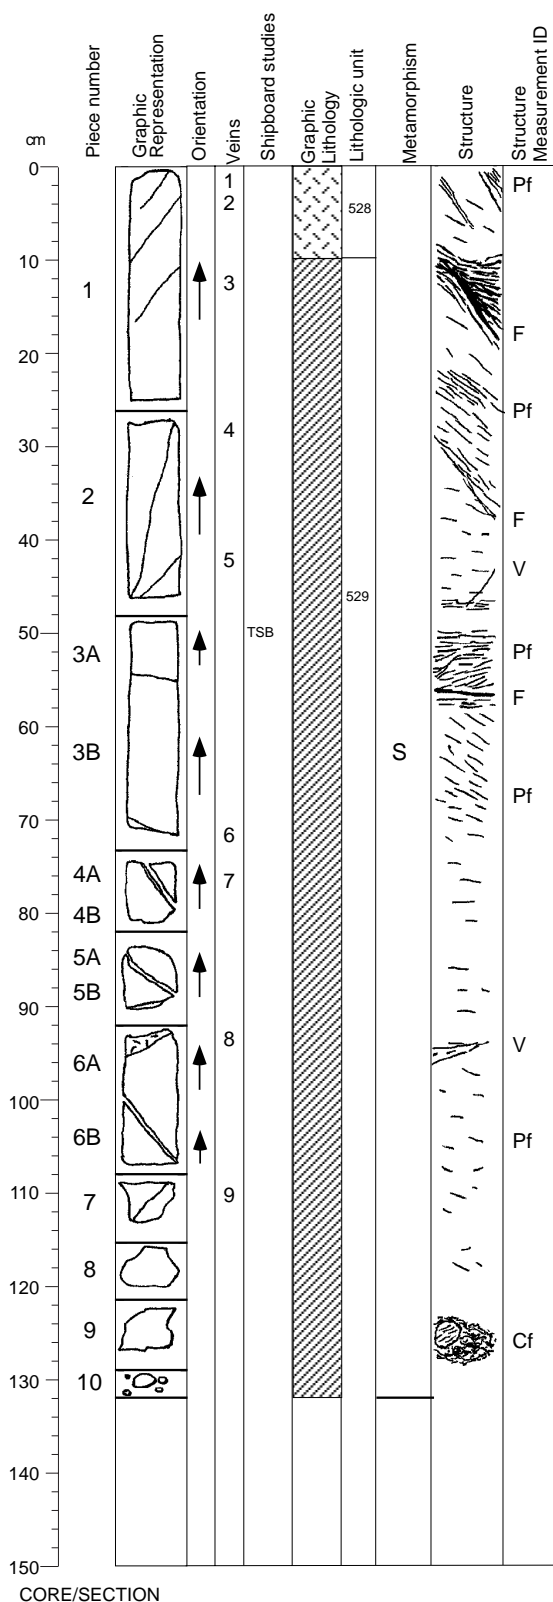 cm
Piece number
Graphic
Representation
Orientation
Veins
Shipboard studies
Graphic
Lithology
Lithologic unit
Metamorphism
Structure
Structure
Measurement ID
0
1
Pf
2
528
10
3
1
F
20
Pf
4
30
2
F
40
5
V
529
50
TSB
3A
Pf
F
60
3B
S
Pf
70
6
4A
7
80
4B
5A
5B
90
8
V
6A
100
6B
Pf
110
7
9
8
120
9
Cf
130
10
140
150
CORE/SECTION